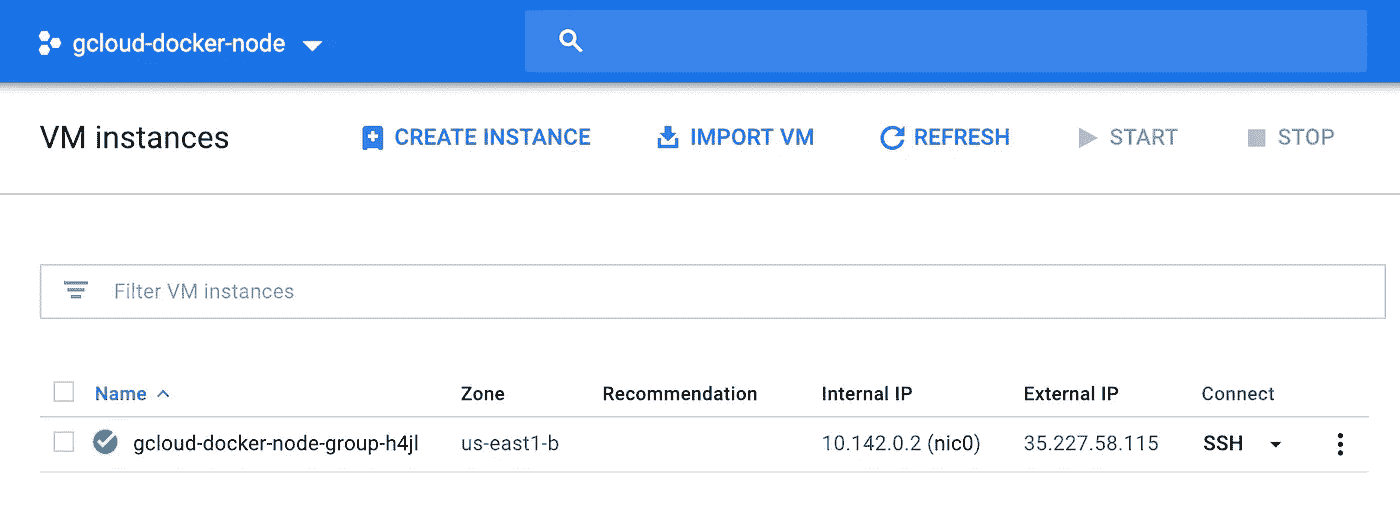 gcloud-docker-node
VM instances CREATE INSTANCE IMPORT VM REFRESH START STOP
Filter VM instances
Name Zone Recommendation Internal IP External IP Connect
gcloud-docker-node-group-h4jl us-east1-b 10.142.0.2 (nic0) 35.227.58.115 SSH